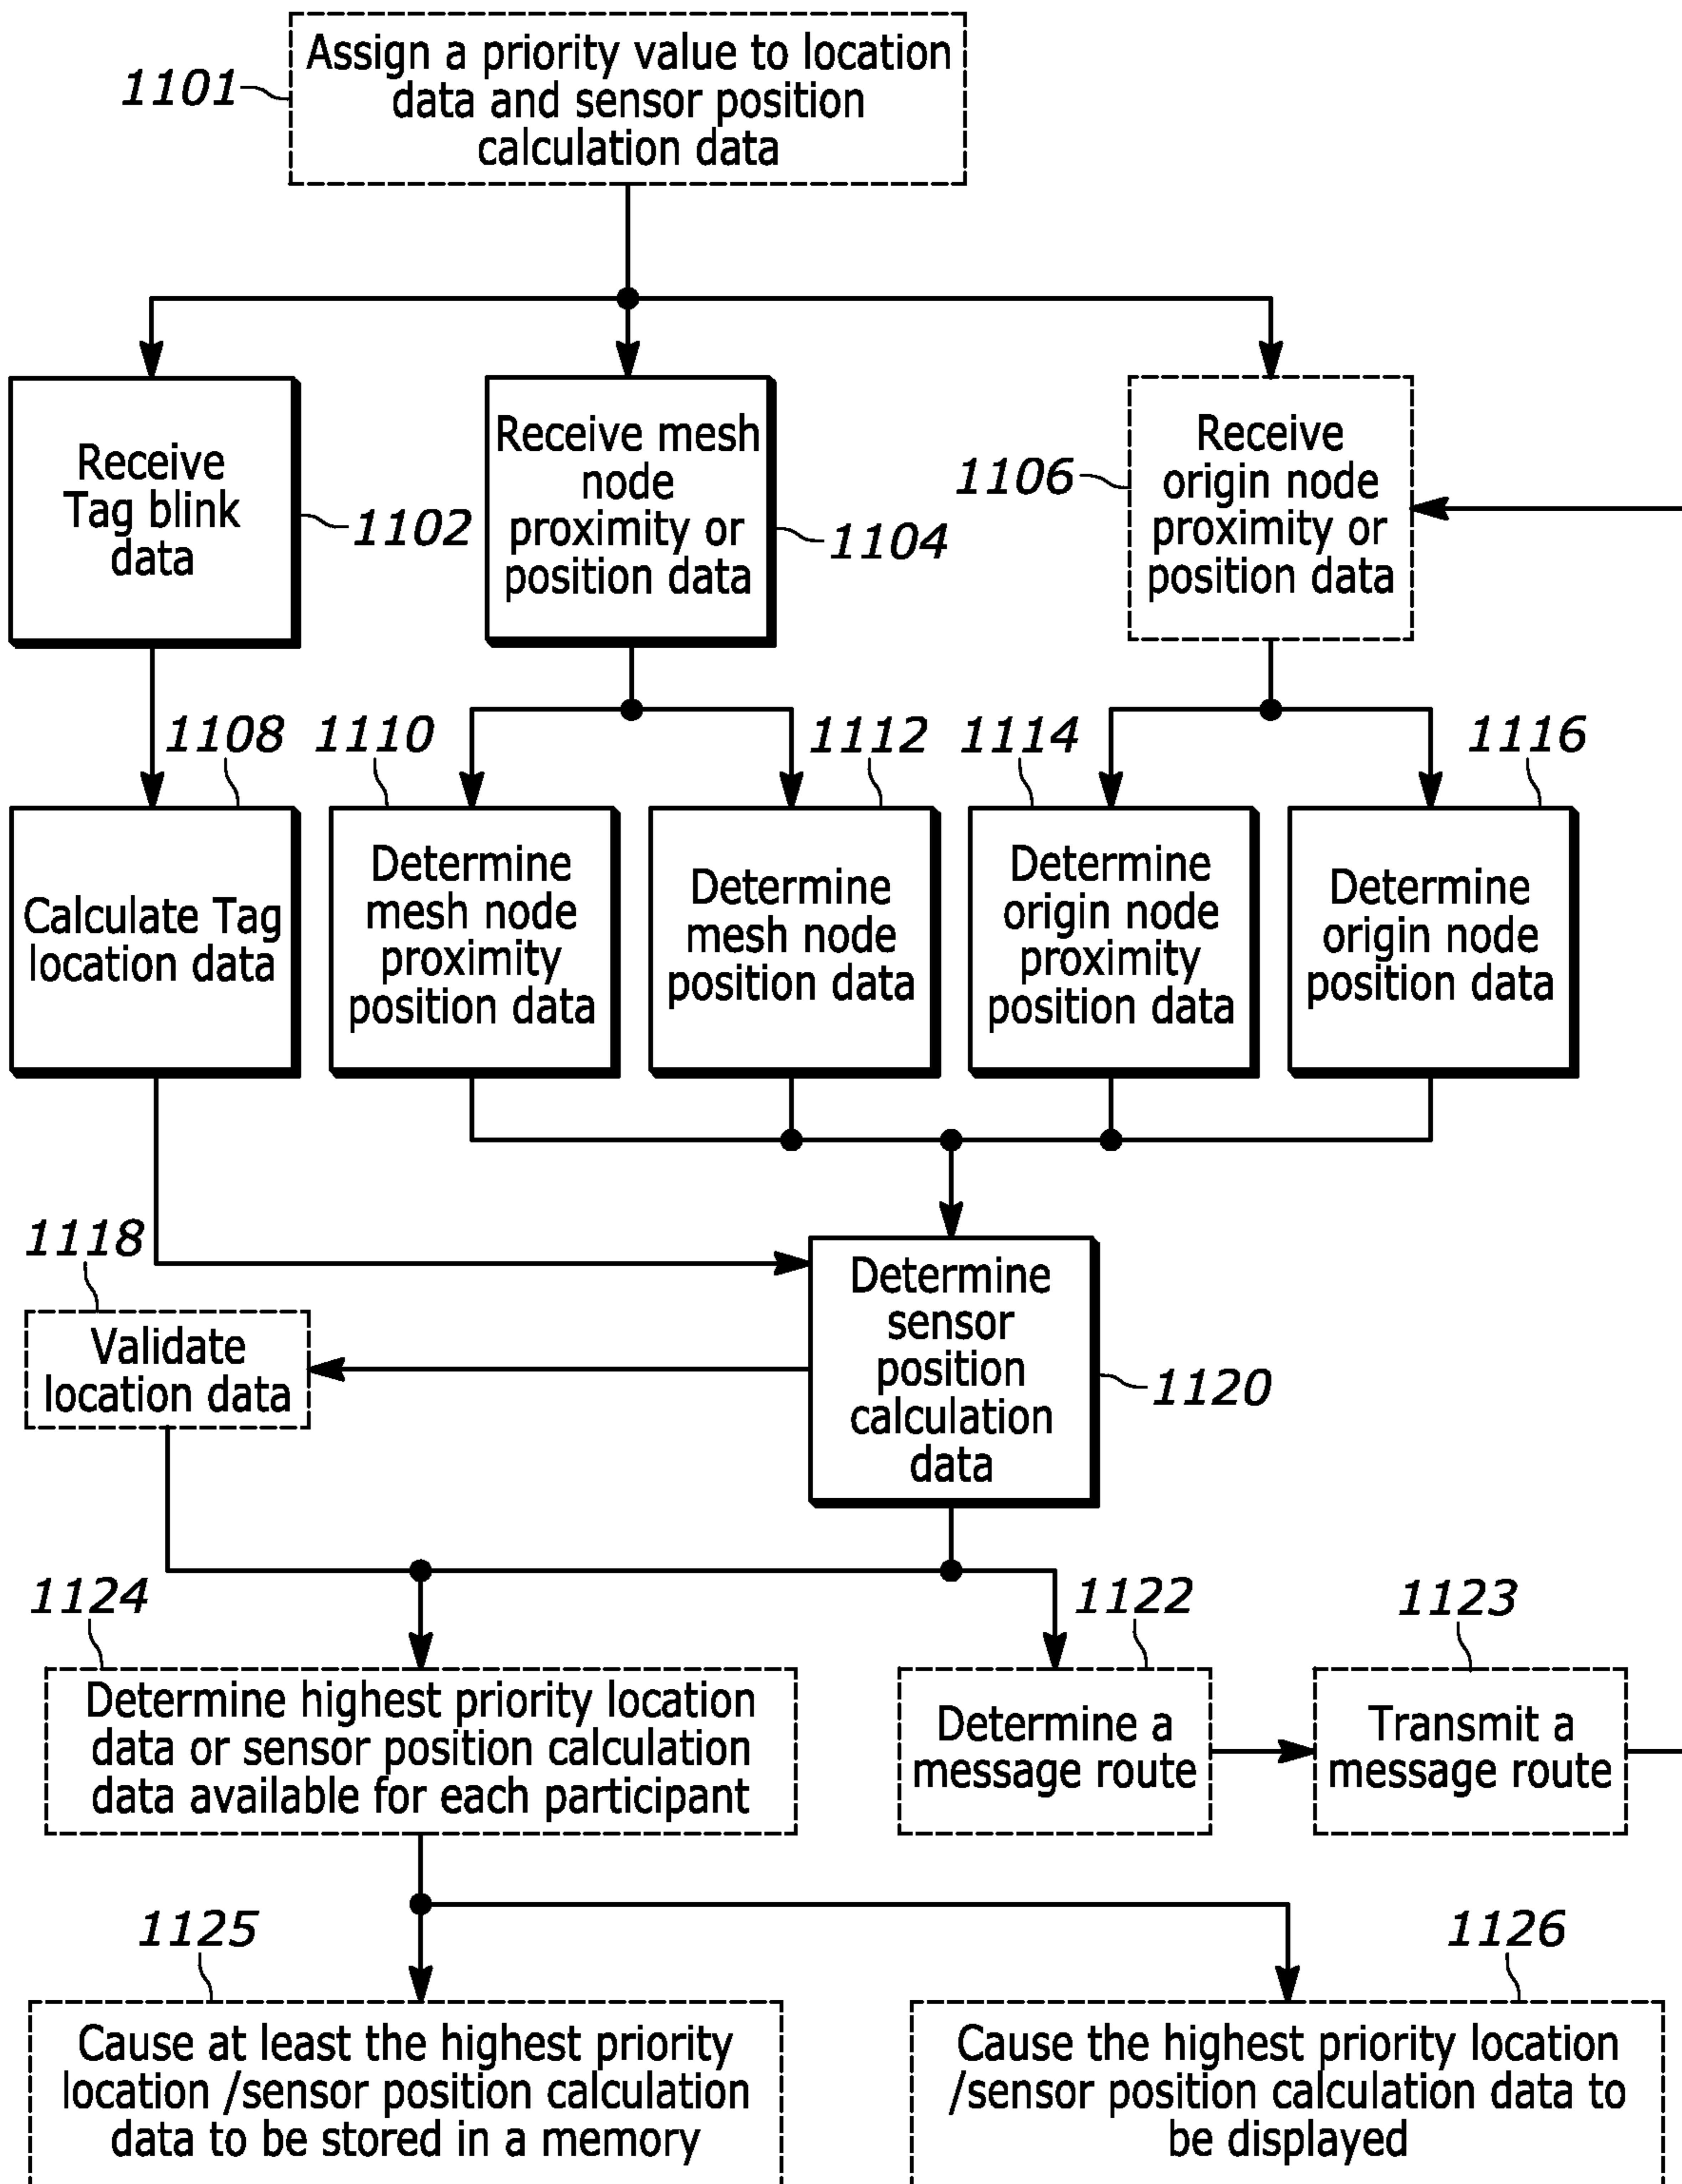 Assign a priority value to location
data and sensor position
calculation data
1101
Receive
Tag blink
data
1102
Receive mesh
node
proximity or
position data
1104
1106
Receive
origin node
proximity or
position data
1108
1110
1112
1114
1116
Calculate Tag
location data
Determine
mesh node
proximity
position data
Determine
mesh node
position data
Determine
origin node
proximity
position data
Determine
origin node
position data
1118
Validate
location data
Determine
sensor
position
calculation
data
1120
1124
1122
1123
Determine highest priority location
data or sensor position calculation
data available for each participant
Determine a
message route
Transmit a
message route
1125
1126
Cause at least the highest priority
location /sensor position calculation
data to be stored in a memory
Cause the highest priority location
/sensor position calculation data to
be displayed